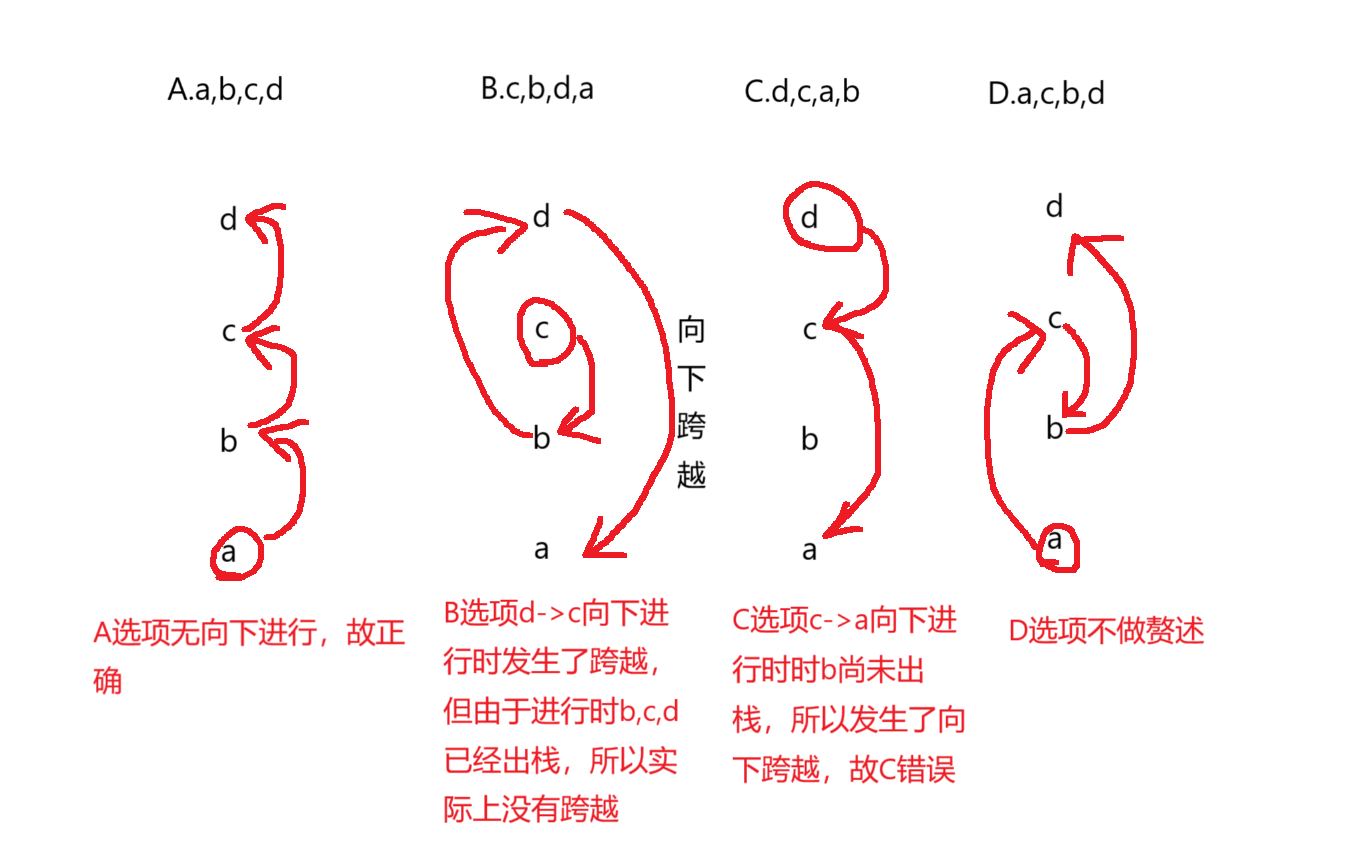 A.a,b,c,d
B.c,b,d,a
C.d,c,a,b
D.a,c,b,d
d
c
b
a
d
c
b
a
向
下
跨
越
d
c
b
a
d
c
b
a
A选项无向下进行，故正
确
B选项d->c向下进
行时发生了跨越，
但由于进行时b,c,d
已经出栈，所以实
际上没有跨越
C选项c->a向下进
行时时b尚未出
栈，所以发生了向
下跨越，故C错误
D选项不做赘述